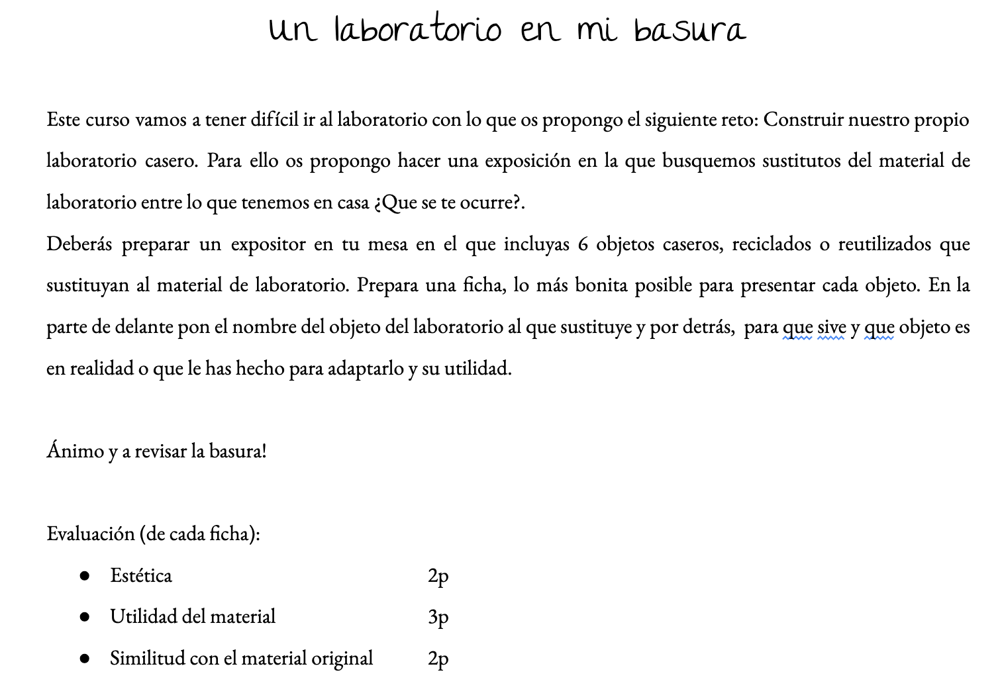 Un laboratorio en mi basura
Este curso vamos a tener difícil ir al laboratorio con lo que os propongo el siguiente reto: Construir nuestro propio
laboratorio casero. Para ello os propongo hacer una exposición en la que busquemos sustitutos del material de
laboratorio entre lo que tenemos en casa ¿Que se te ocurre?.
Deberás preparar un expositor en tu mesa en el que incluyas 6 objetos caseros, reciclados o reutilizados que
sustituyan al material de laboratorio. Prepara una ficha, lo más bonita posible para presentar cada objeto. En la
parte de delante pon el nombre del objeto del laboratorio al que sustituye y por detrás, para que sive y que objeto es
en realidad o que le has hecho para adaptarlo y su utilidad.
Ánimo y a revisar la basura!
Evaluación (de cada ficha):
● Estética 2p
● Utilidad del material 3p
● Similitud con el material original 2p